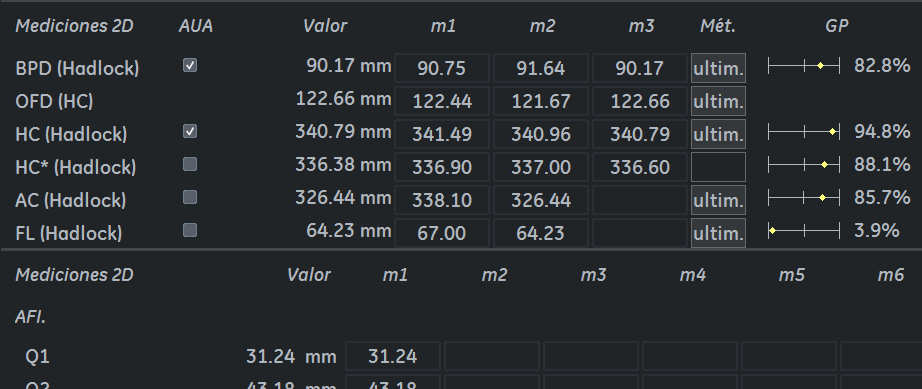 Mediciones 2D AUA Valor m1 m2 m3 Mét. GP
BPD (Hadlock) 90.17 mm 90.75 91.64 90.17 ultim. 82.8%
OFD (HC) 122.66 mm 122.44 121.67 122.66 ultim.
HC (Hadlock) 340.79 mm 341.49 340.96 340.79 ultim. 94.8%
HC* (Hadlock) 336.38 mm 336.90 337.00 336.60 88.1%
AC (Hadlock) 326.44 mm 338.10 326.44 ultim. 85.7%
FL (Hadlock) 64.23 mm 67.00 64.23 ultim. 3.9%
Mediciones 2D Valor m1 m2 m3 m4 m5 m6
AFI.
Q1 31.24 mm 31.24
Q2 43.18 mm 43.18